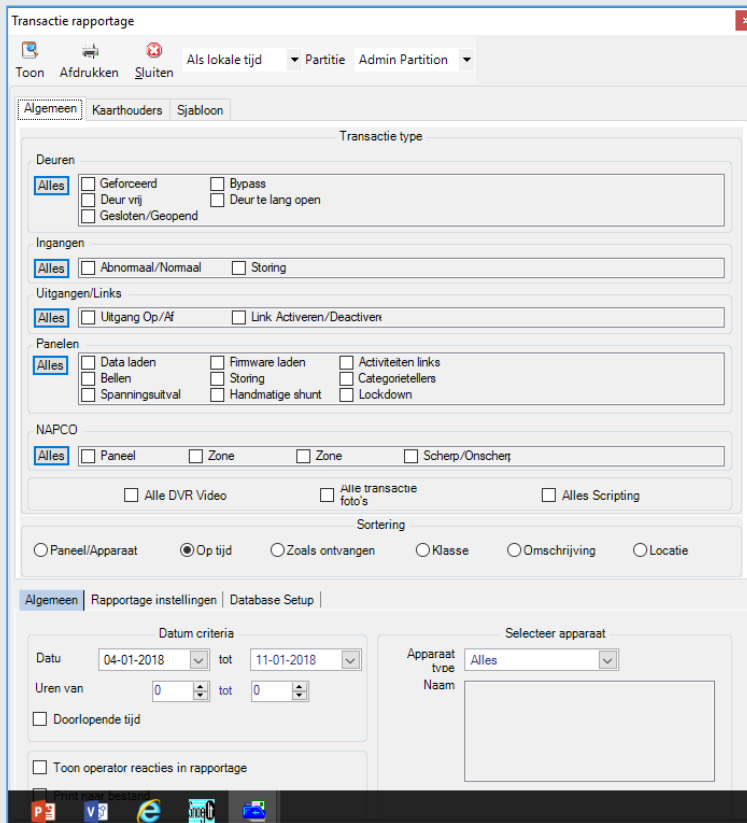 Transactie rapportage
Toon Afdrukken Sluiten Als lokale tijd Partitie Admin Partition
Algemeen Kaarthouders Sjabloon
Transactie type
Deuren
Alles Geforceerd Bypass
Deur vrij Deur te lang open
Gesloten/Geopend
Ingangen
Alles Abnormaal/Normaal Storing
Uitgangen/Links
Alles Uitgang Op/Af Link Activeren/Deactivere
Panelen
Alles Data laden Firmware laden Activiteiten links
Bellen Storing Categorietellers
Spanningsuitval Handmatige shunt Lockdown
NAPCO
Alles Paneel Zone Zone Scherp/Onscherp
Alle DVR Video Alle transactie foto's Alles Scripting
Sortering
Paneel/Apparaat Op tijd Zoals ontvangen Klasse Omschrijving Locatie
Algemeen Rapportage instellingen Database Setup
Datum criteria Selecteer apparaat
Datu 04-01-2018 tot 11-01-2018 Apparaat type Alles
Uren van 0 tot 0 Naam
Doorlopende tijd
Toon operator reacties in rapportage
Print naar bestand